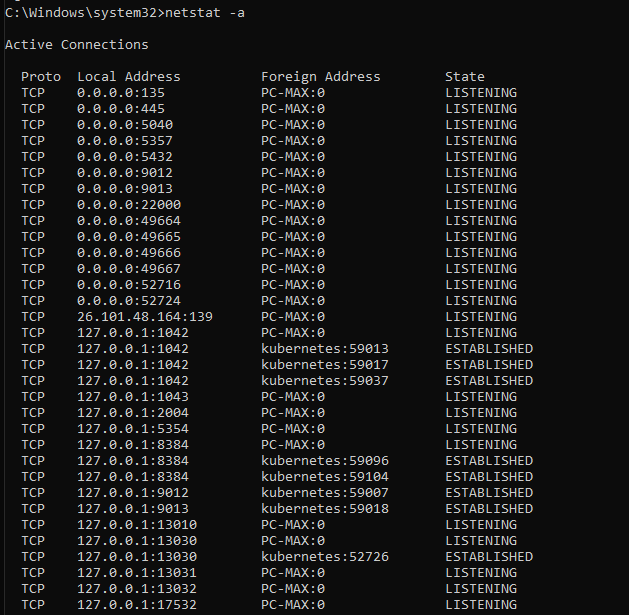 C:\Windows\system32>netstat -a
Active Connections
Proto  Local Address          Foreign Address        State
TCP    0.0.0.0:135            PC-MAX:0               LISTENING
TCP    0.0.0.0:445            PC-MAX:0               LISTENING
TCP    0.0.0.0:5040           PC-MAX:0               LISTENING
TCP    0.0.0.0:5357           PC-MAX:0               LISTENING
TCP    0.0.0.0:5432           PC-MAX:0               LISTENING
TCP    0.0.0.0:9012           PC-MAX:0               LISTENING
TCP    0.0.0.0:9013           PC-MAX:0               LISTENING
TCP    0.0.0.0:22000          PC-MAX:0               LISTENING
TCP    0.0.0.0:49664          PC-MAX:0               LISTENING
TCP    0.0.0.0:49665          PC-MAX:0               LISTENING
TCP    0.0.0.0:49666          PC-MAX:0               LISTENING
TCP    0.0.0.0:49667          PC-MAX:0               LISTENING
TCP    0.0.0.0:52716          PC-MAX:0               LISTENING
TCP    0.0.0.0:52724          PC-MAX:0               LISTENING
TCP    26.101.48.164:139      PC-MAX:0               LISTENING
TCP    127.0.0.1:1042         PC-MAX:0               LISTENING
TCP    127.0.0.1:1042         kubernetes:59013       ESTABLISHED
TCP    127.0.0.1:1042         kubernetes:59017       ESTABLISHED
TCP    127.0.0.1:1042         kubernetes:59037       ESTABLISHED
TCP    127.0.0.1:1043         PC-MAX:0               LISTENING
TCP    127.0.0.1:2004         PC-MAX:0               LISTENING
TCP    127.0.0.1:5354         PC-MAX:0               LISTENING
TCP    127.0.0.1:8384         PC-MAX:0               LISTENING
TCP    127.0.0.1:8384         kubernetes:59096       ESTABLISHED
TCP    127.0.0.1:8384         kubernetes:59104       ESTABLISHED
TCP    127.0.0.1:9012         kubernetes:59007       ESTABLISHED
TCP    127.0.0.1:9013         kubernetes:59018       ESTABLISHED
TCP    127.0.0.1:13010        PC-MAX:0               LISTENING
TCP    127.0.0.1:13030        PC-MAX:0               LISTENING
TCP    127.0.0.1:13030        kubernetes:52726       ESTABLISHED
TCP    127.0.0.1:13031        PC-MAX:0               LISTENING
TCP    127.0.0.1:13032        PC-MAX:0               LISTENING
TCP    127.0.0.1:17532        PC-MAX:0               LISTENING